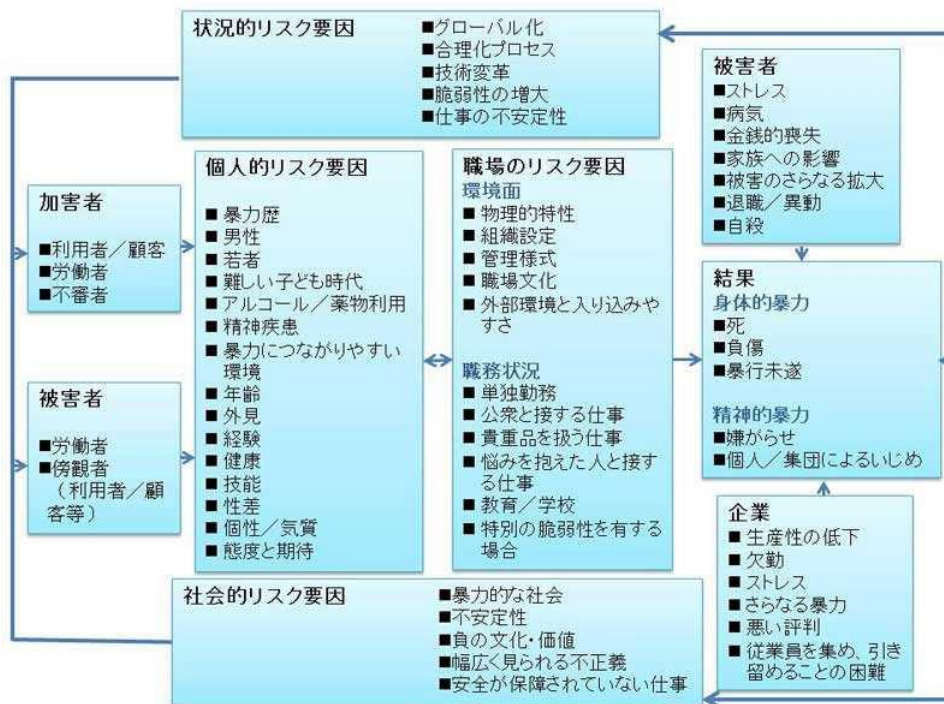 状況的リスク要因
■グローバル化
■合理化プロセス
■技術変革
■脆弱性の増大
■仕事の不安定性
加害者
■利用者／顧客
■労働者
■不審者
被害者
■労働者
■傍観者
（利用者／顧
客等）
個人的リスク要因
■ 暴力歴
■ 男性
■ 若者
■ 難しい子ども時代
■ アルコール／薬物利用
■ 精神疾患
■ 暴力につながりやすい
環境
■ 年齢
■ 外見
■ 経験
■ 健康
■ 技能
■ 性差
■ 個性／気質
■ 態度と期待
職場のリスク要因
環境面
■ 物理的特性
■ 組織設定
■ 管理様式
■ 職場文化
■ 外部環境と入り込みや
すさ
職務状況
■ 単独勤務
■ 公衆と接する仕事
■ 貴重品を扱う仕事
■ 悩みを抱えた人と接す
る仕事
■ 教育／学校
■ 特別の脆弱性を有する
場合
被害者
■ストレス
■病気
■金銭的喪失
■家族への影響
■被害のさらなる拡大
■退職／異動
■自殺
結果
身体的暴力
■死
■負傷
■暴行未遂
精神的暴力
■嫌がらせ
■個人／集団によるいじめ
企業
■ 生産性の低下
■ 欠勤
■ ストレス
■ さらなる暴力
■ 悪い評判
■ 従業員を集め、引き
留めることの困難
社会的リスク要因
■暴力的な社会
■不安定性
■負の文化・価値
■幅広く見られる不正義
■安全が保障されていない仕事